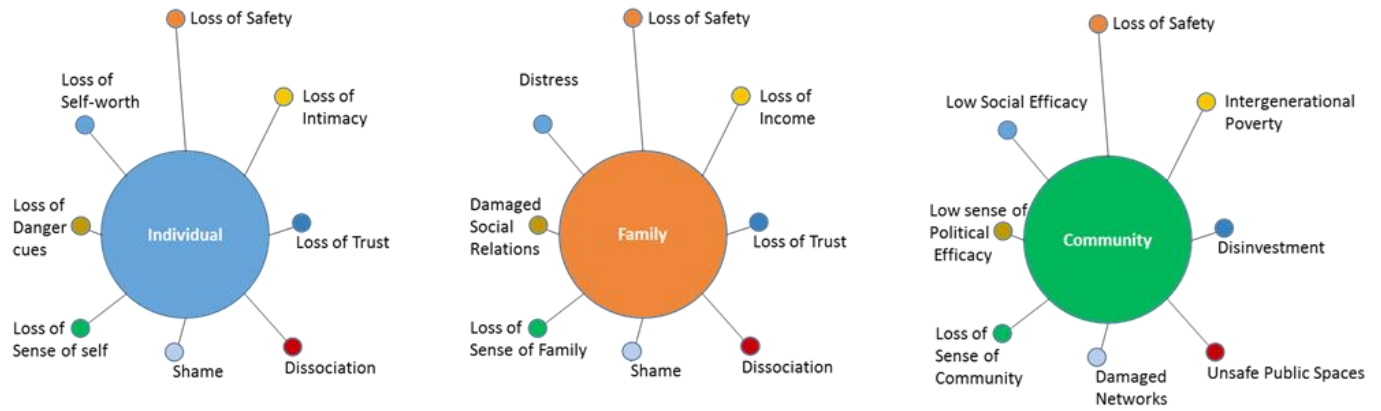 Loss of Safety
Loss of
Self-worth
Loss of
Intimacy
Loss of
Danger
cues
Individual
Loss of Trust
Loss of
Sense of self
Shame
Dissociation
Loss of Safety
Distress
Loss of
Income
Damaged
Social
Relations
Family
Loss of Trust
Loss of
Sense of Family
Shame
Dissociation
Loss of Safety
Low Social Efficacy
Intergenerational
Poverty
Low sense of
Political
Efficacy
Community
Disinvestment
Loss of
Sense of
Community
Damaged
Networks
Unsafe Public Spaces